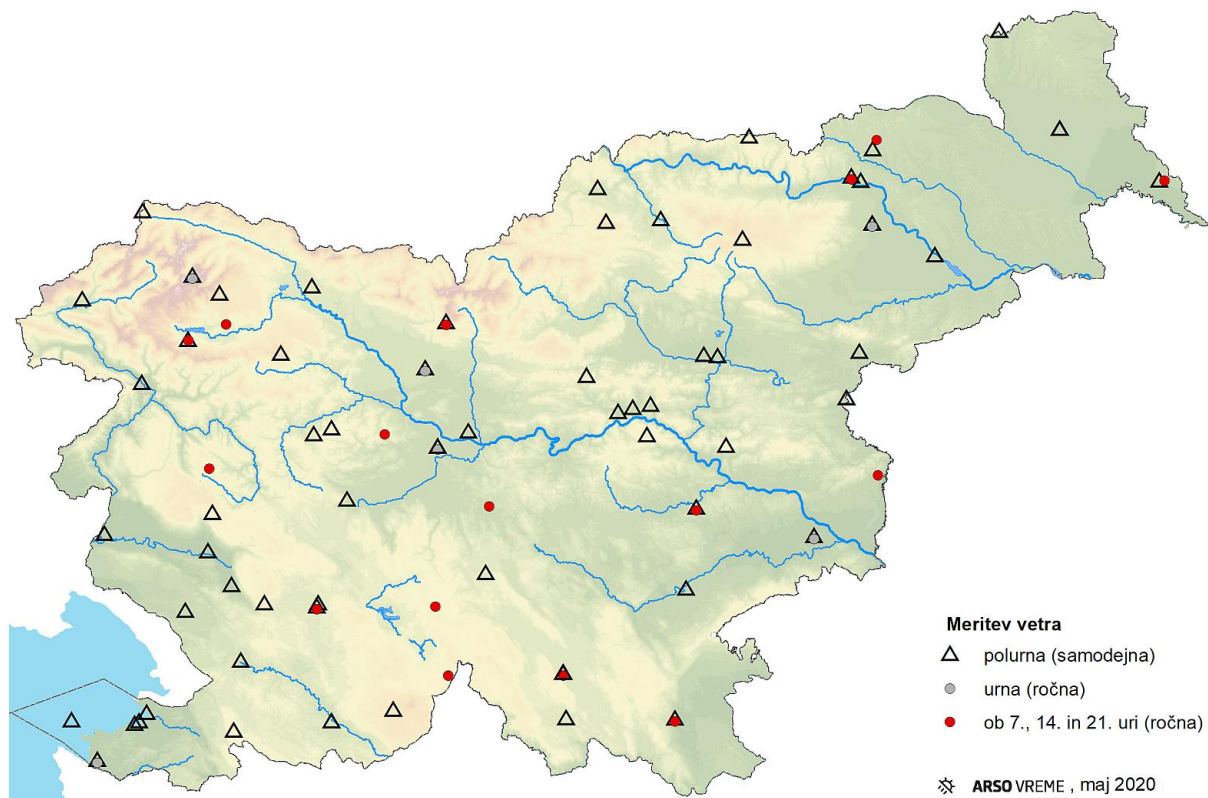 Meritev vetra
polurna (samodejna)
urna (ročna)
ob 7., 14. in 21. uri (ročna)
ARSO VREME , maj 2020